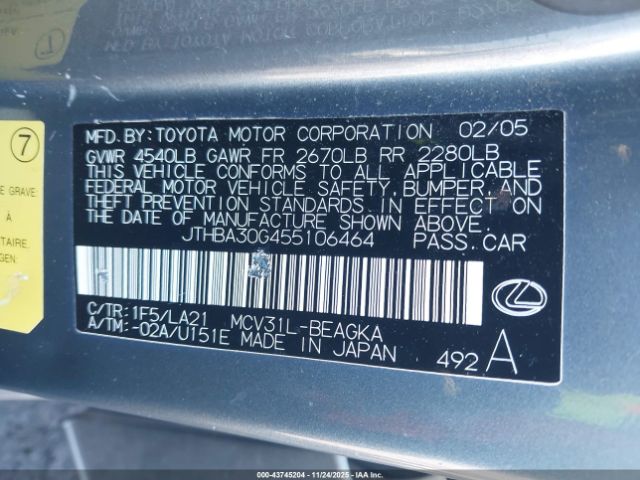 MFD. BY: TOYOTA MOTOR CORPORATION 02/05
GVWR 4540LB GAWR FR 2670LB RR 2280LB
THIS VEHICLE CONFORMS TO ALL APPLICABLE
FEDERAL MOTOR VEHICLE SAFETY, BUMPER, AND
THEFT PREVENTION STANDARDS IN EFFECT ON
THE DATE OF MANUFACTURE SHOWN ABOVE.
JTHBA30G455106464 PASS. CAR
C/TR: 1F5/LA21 MCV31L-BEAGKA
A/TM: -02A/U151E MADE IN JAPAN 492 A
7
E GRAVE
À
TAIRE,
GEN.
000-43745204 - 11/24/2025 - IAA, Inc.